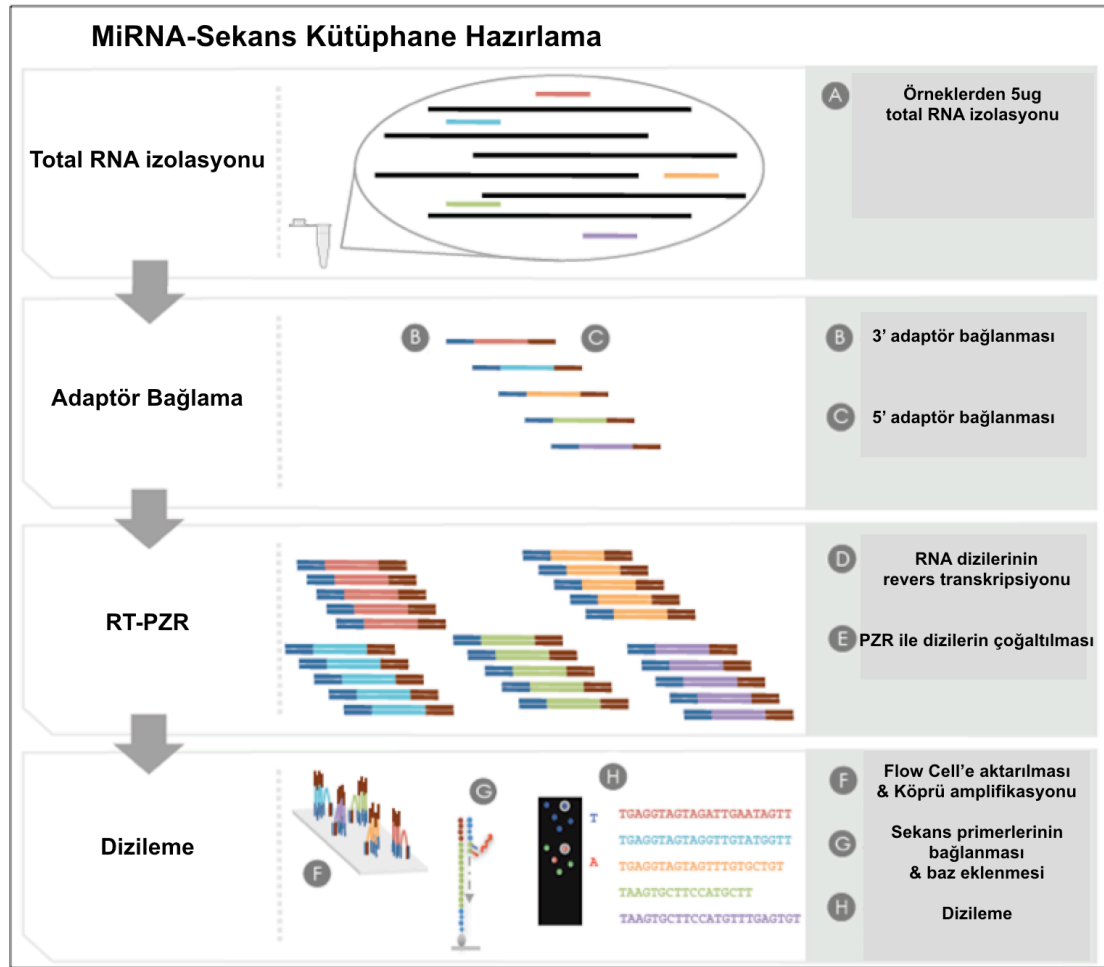 MiRNA-Sekans Kütüphane Hazırlama
Total RNA izolasyonu
A
Örneklerden 5ug
total RNA izolasyonu
Adaptör Bağlama
B
C
B
3’ adaptör bağlanması
C
5’ adaptör bağlanması
RT-PZR
D
RNA dizilerinin
revers transkripsiyonu
E
PZR ile dizilerin çoğaltılması
Dizileme
F
G
H
T
A
TGAGGTAGTAGATTGAATAGTT
TGAGGTAGTAGGTTGTATGGTT
TGAGGTAGTAGTTTGTGCTGT
TAAGTGCTTCCATGCTT
TAAGTGCTTCCATGTTTGAGTGT
F
Flow Cell’e aktarılması
& Köprü amplifikasyonu
G
Sekans primerlerinin
bağlanması
& baz eklenmesi
H
Dizileme